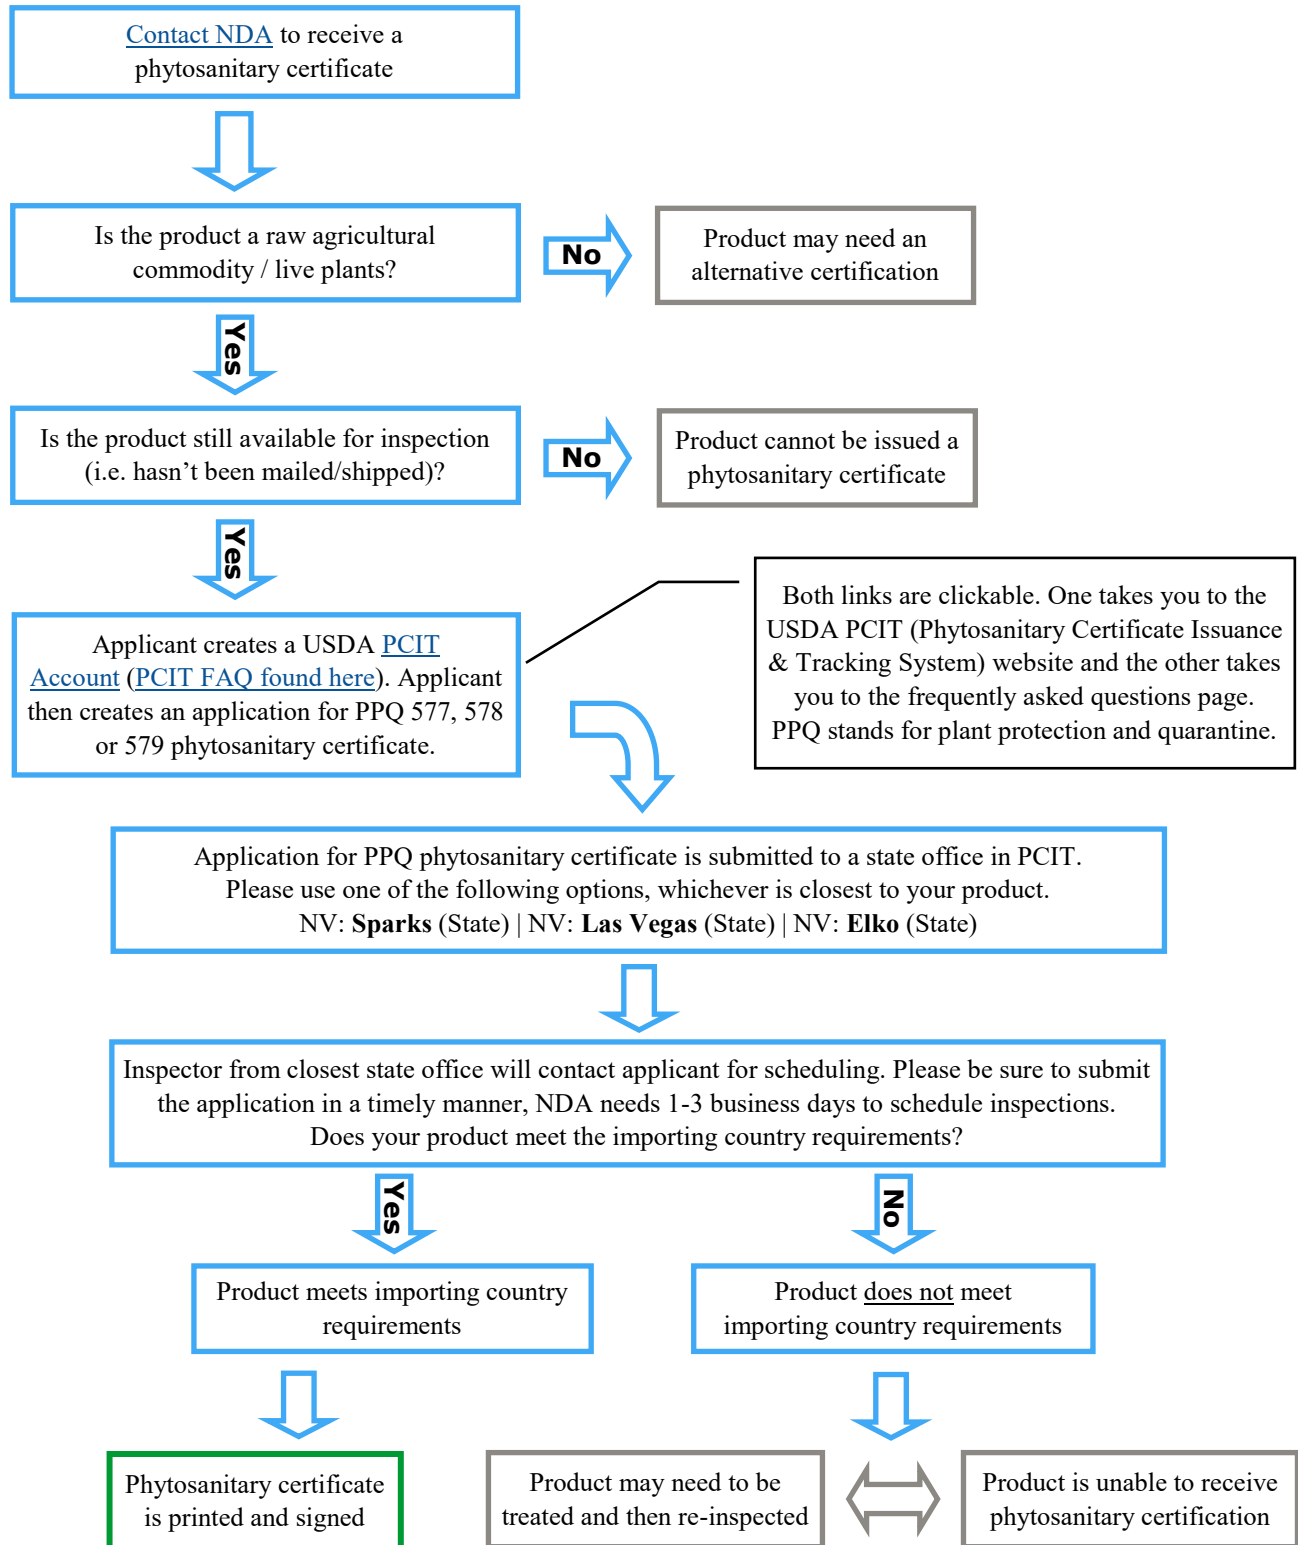 Contact NDA to receive a
phytosanitary certificate
Is the product a raw agricultural
commodity / live plants?
No
Product may need an
alternative certification
Yes
Is the product still available for inspection
(i.e. hasn’t been mailed/shipped)?
No
Product cannot be issued a
phytosanitary certificate
Yes
Applicant creates a USDA PCIT
Account (PCIT FAQ found here). Applicant
then creates an application for PPQ 577, 578
or 579 phytosanitary certificate.
Both links are clickable. One takes you to the
USDA PCIT (Phytosanitary Certificate Issuance
& Tracking System) website and the other takes
you to the frequently asked questions page.
PPQ stands for plant protection and quarantine.
Application for PPQ phytosanitary certificate is submitted to a state office in PCIT.
Please use one of the following options, whichever is closest to your product.
NV: Sparks (State) | NV: Las Vegas (State) | NV: Elko (State)
Inspector from closest state office will contact applicant for scheduling. Please be sure to submit
the application in a timely manner, NDA needs 1-3 business days to schedule inspections.
Does your product meet the importing country requirements?
Yes
No
Product meets importing country
requirements
Product does not meet
importing country requirements
Phytosanitary certificate
is printed and signed
Product may need to be
treated and then re-inspected
Product is unable to receive
phytosanitary certification